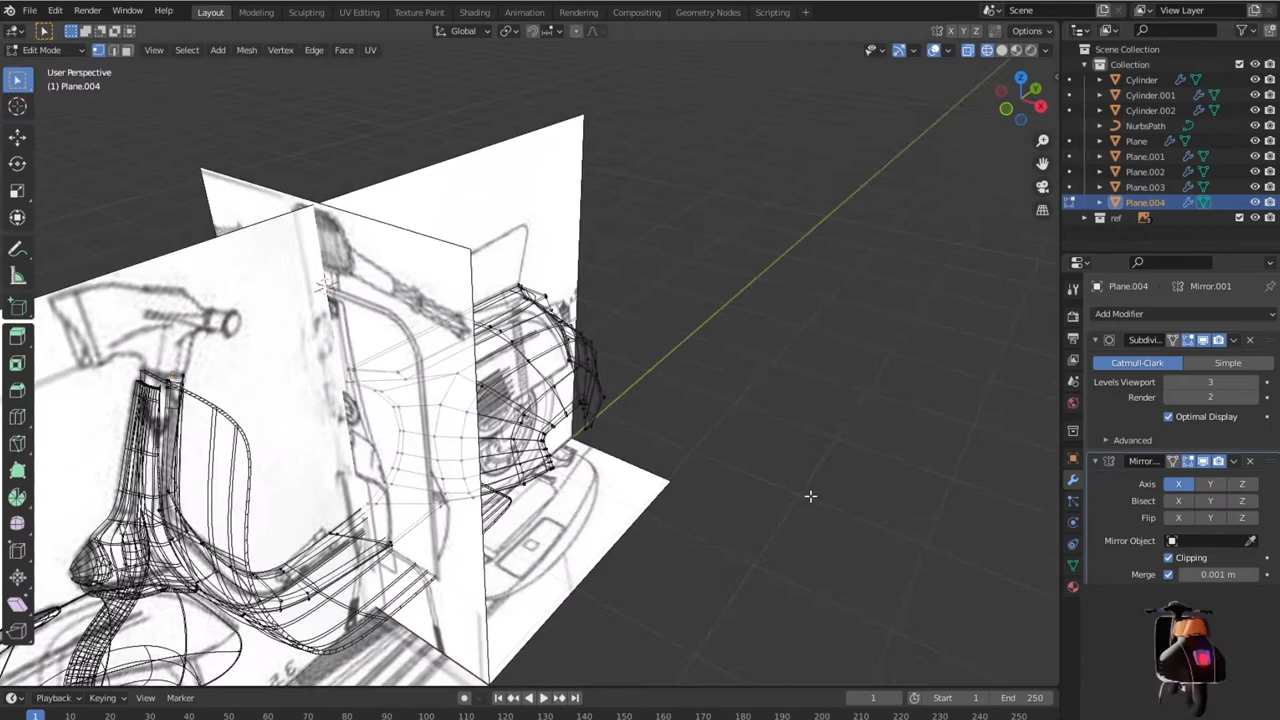 File Edit Render Window Help Layout Modeling Sculpting UV Editing Texture Paint Shading Animation Rendering Compositing Geometry Nodes Scripting + Scene View Layer
Global X Y Z Options
Edit Mode View Select Add Mesh Vertex Edge Face UV
User Perspective
(1) Plane.004
Z
Y
X
Scene Collection
Collection
Cylinder
Cylinder.001
Cylinder.002
NurbsPath
Plane
Plane.001
Plane.002
Plane.003
Plane.004
ref
Plane.004 Mirror.001
Add Modifier
Subdivi...
Catmull-Clark Simple
Levels Viewport 3
Render 2
Optimal Display
Advanced
Mirror...
Axis X Y Z
Bisect X Y Z
Flip X Y Z
Mirror Object
Clipping
Merge 0.001 m
Playback Keying View Marker 1 Start 1 End 250
1 10 20 30 40 50 60 70 80 90 100 110 120 130 140 150 160 170 180 190 200 210 220 230 240 250